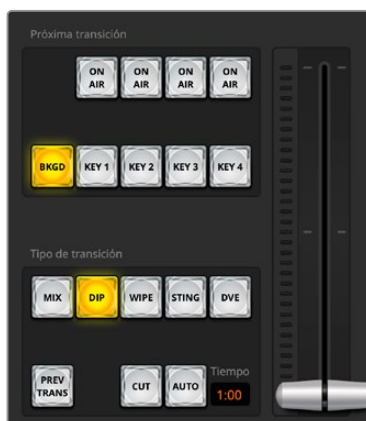 Próxima transición
ON AIR ON AIR ON AIR ON AIR
BKGD KEY 1 KEY 2 KEY 3 KEY 4
Tipo de transición
MIX DIP WIPE STING DVE
Tiempo
PREV TRANS CUT AUTO 1:00